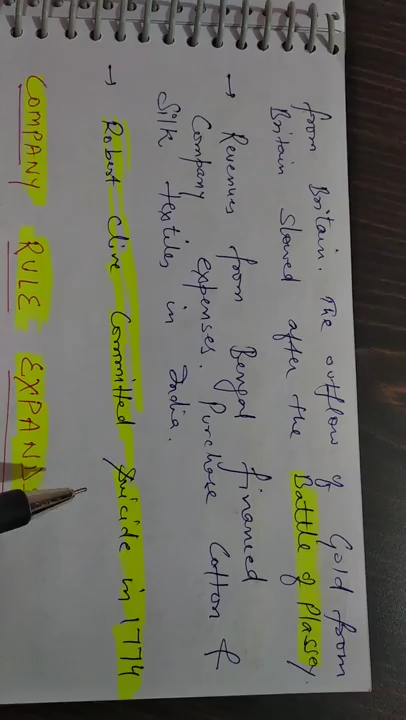 from Britain. The outflow of Gold from
Britain slowed after the Battle of Plassey.
→ Revenues from Bengal financed
Company expenses. Purchase Cotton &
Silk textiles in India.
→ Robert Clive Committed Suicide in 1774
COMPANY RULE EXPAND